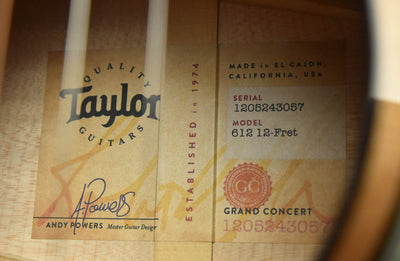 QUALITY
Taylor
GUITARS
A Powers
ANDY POWERS Master Guitar Design
ESTABLISHED in 1974
MADE IN EL CAJON,
CALIFORNIA, USA
SERIAL
1205243057
MODEL
612 12-Fret
GC
GRAND CONCERT
1205243057